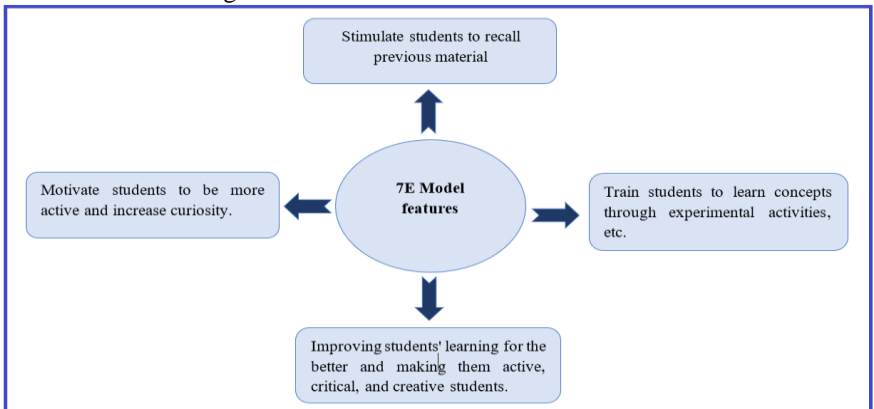 Stimulate students to recall
previous material
Motivate students to be more
active and increase curiosity.
7E Model
features
Train students to learn concepts
through experimental activities,
etc.
Improving students' learning for the
better and making them active,
critical, and creative students.